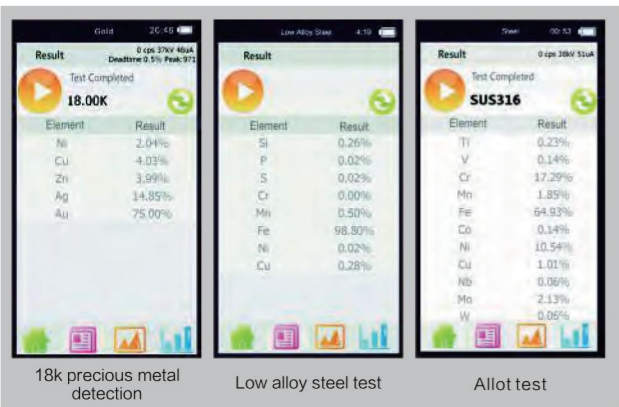 Gold 20:46
Result 0 cps 37kV 46uA
Deadtime 0.5% Peak:971
Test Completed
18.00K
Element Result
Ni 2.04%
Cu 4.03%
Zn 3.99%
Ag 14.85%
Au 75.00%
18k precious metal
detection
Low Alloy Steel 4:19
Result
Element Result
Si 0.26%
P 0.02%
S 0.02%
Cr 0.00%
Mn 0.50%
Fe 98.80%
Ni 0.02%
Cu 0.28%
Low alloy steel test
Steel 00:53
Result 0 cps 38kV 51uA
Test Completed
SUS316
Element Result
Ti 0.23%
V 0.14%
Cr 17.29%
Mn 1.85%
Fe 64.93%
Co 0.14%
Ni 10.54%
Cu 1.01%
Nb 0.06%
Mo 2.13%
W 0.06%
Allot test